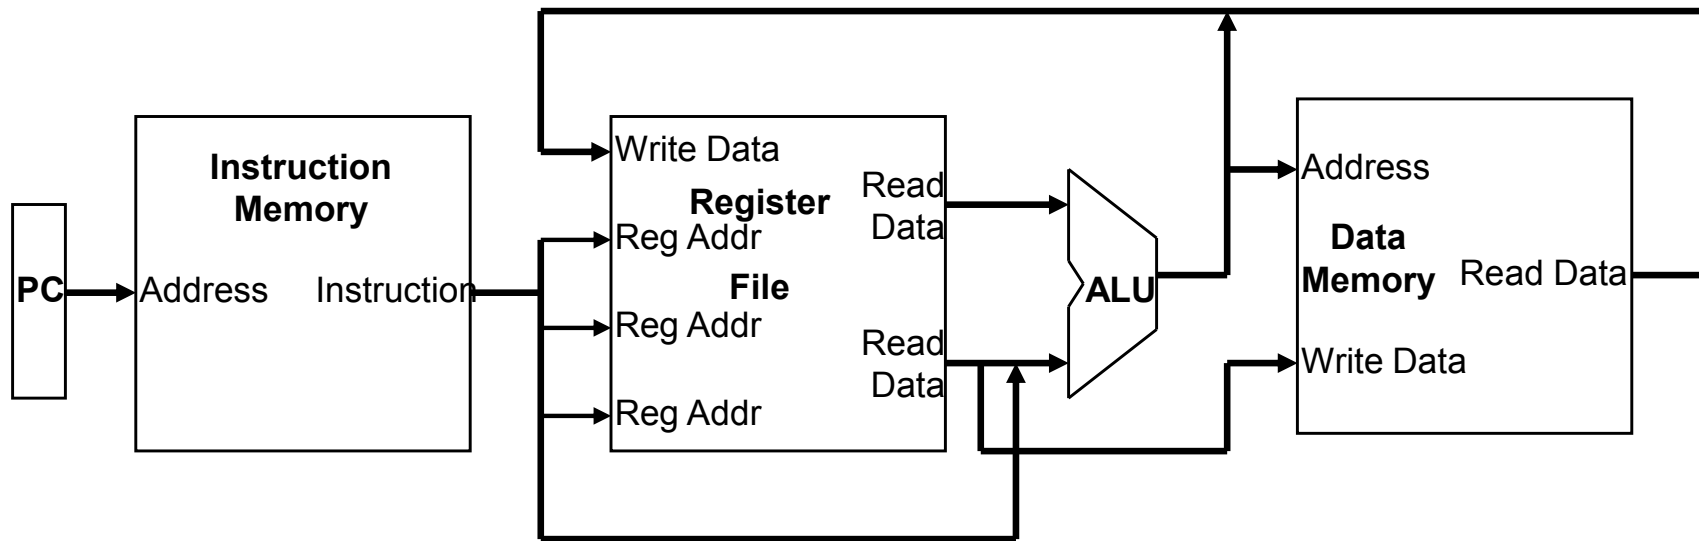 PC
Instruction
Memory
Address
Instruction
Write Data
Register
Reg Addr
File
Reg Addr
Reg Addr
Read
Data
Read
Data
ALU
Address
Data
Memory
Read Data
Write Data